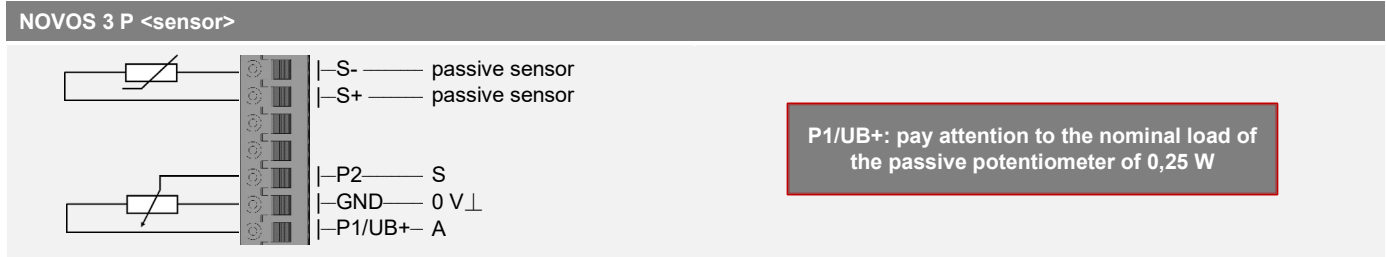 NOVOS 3 P <sensor>
S- passive sensor
S+ passive sensor
P2 S
GND 0 V⊥
P1/UB+ A
P1/UB+: pay attention to the nominal load of
the passive potentiometer of 0,25 W